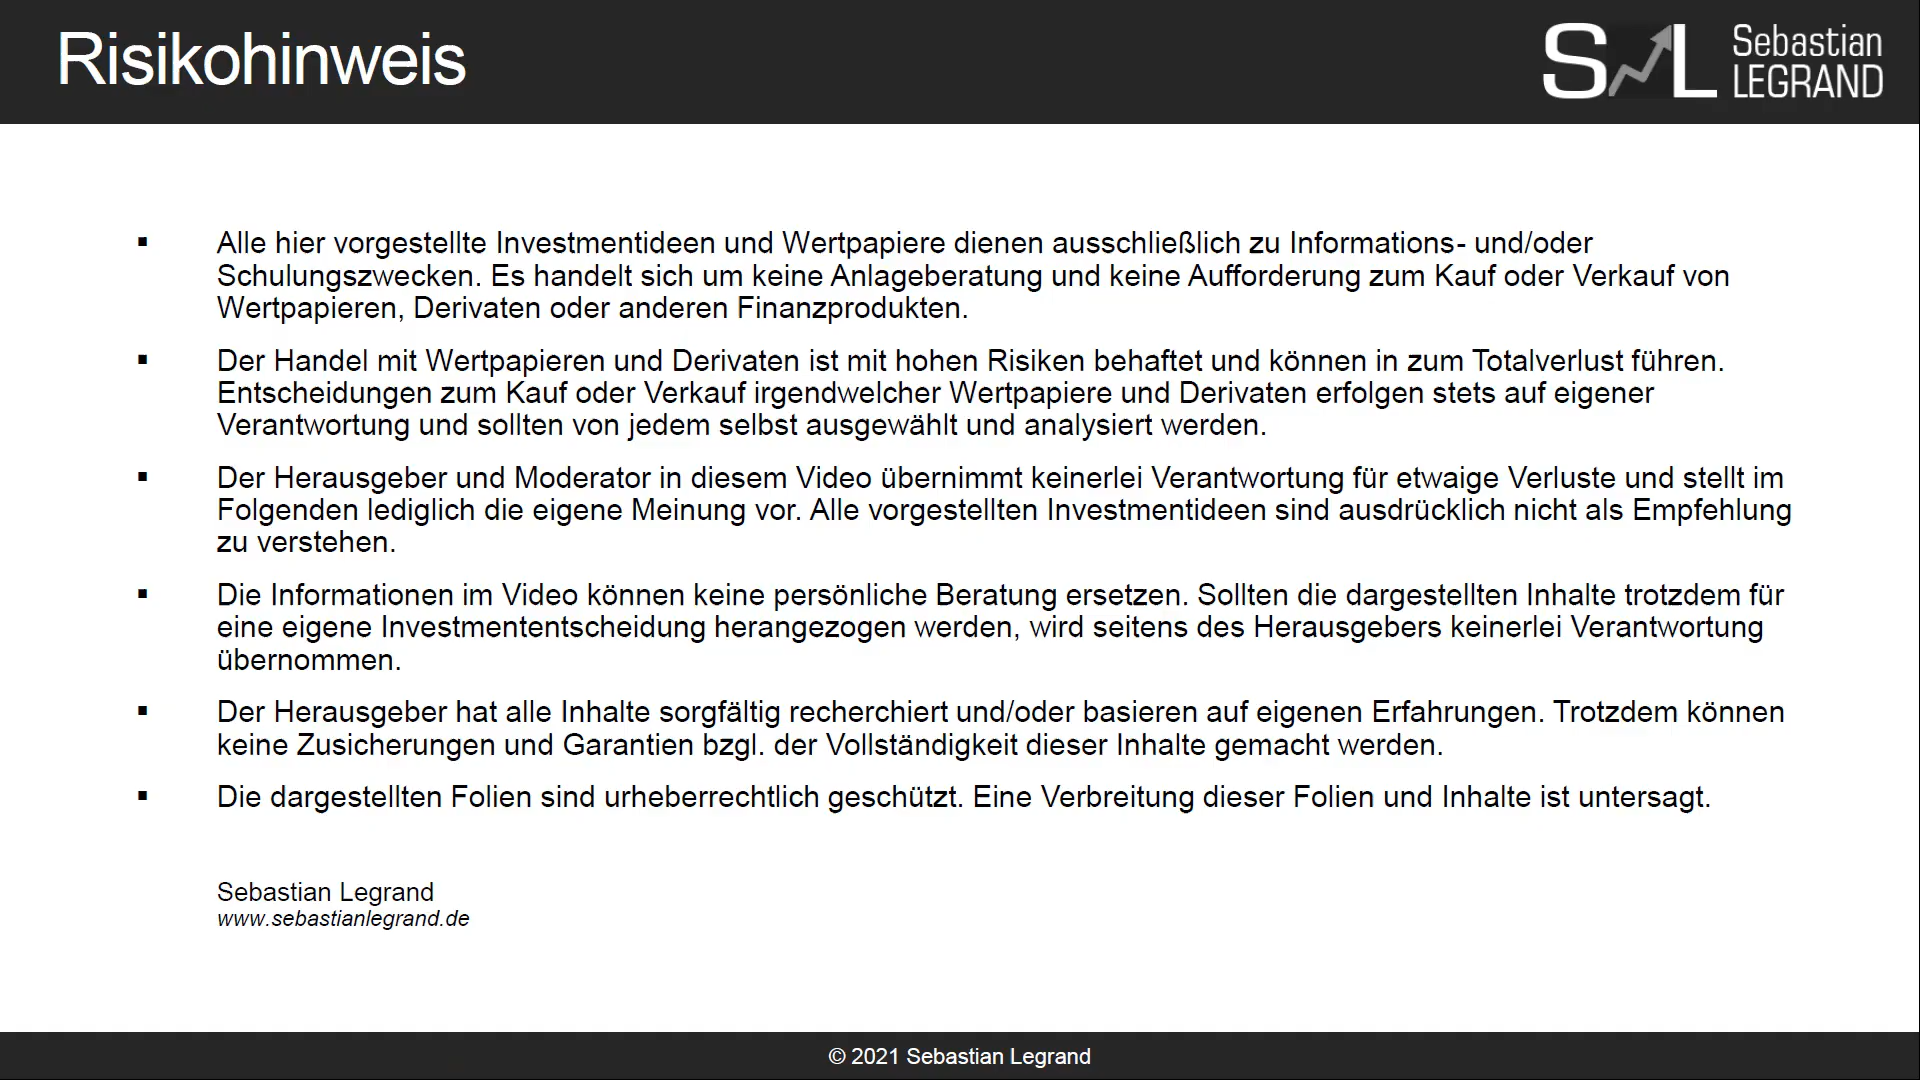 Risikohinweis
SL Sebastian
LEGRAND
▪ Alle hier vorgestellte Investmentideen und Wertpapiere dienen ausschließlich zu Informations- und/oder
Schulungszwecken. Es handelt sich um keine Anlageberatung und keine Aufforderung zum Kauf oder Verkauf von
Wertpapieren, Derivaten oder anderen Finanzprodukten.
▪ Der Handel mit Wertpapieren und Derivaten ist mit hohen Risiken behaftet und können in zum Totalverlust führen.
Entscheidungen zum Kauf oder Verkauf irgendwelcher Wertpapiere und Derivaten erfolgen stets auf eigener
Verantwortung und sollten von jedem selbst ausgewählt und analysiert werden.
▪ Der Herausgeber und Moderator in diesem Video übernimmt keinerlei Verantwortung für etwaige Verluste und stellt im
Folgenden lediglich die eigene Meinung vor. Alle vorgestellten Investmentideen sind ausdrücklich nicht als Empfehlung
zu verstehen.
▪ Die Informationen im Video können keine persönliche Beratung ersetzen. Sollten die dargestellten Inhalte trotzdem für
eine eigene Investmententscheidung herangezogen werden, wird seitens des Herausgebers keinerlei Verantwortung
übernommen.
▪ Der Herausgeber hat alle Inhalte sorgfältig recherchiert und/oder basieren auf eigenen Erfahrungen. Trotzdem können
keine Zusicherungen und Garantien bzgl. der Vollständigkeit dieser Inhalte gemacht werden.
▪ Die dargestellten Folien sind urheberrechtlich geschützt. Eine Verbreitung dieser Folien und Inhalte ist untersagt.
Sebastian Legrand
www.sebastianlegrand.de
© 2021 Sebastian Legrand